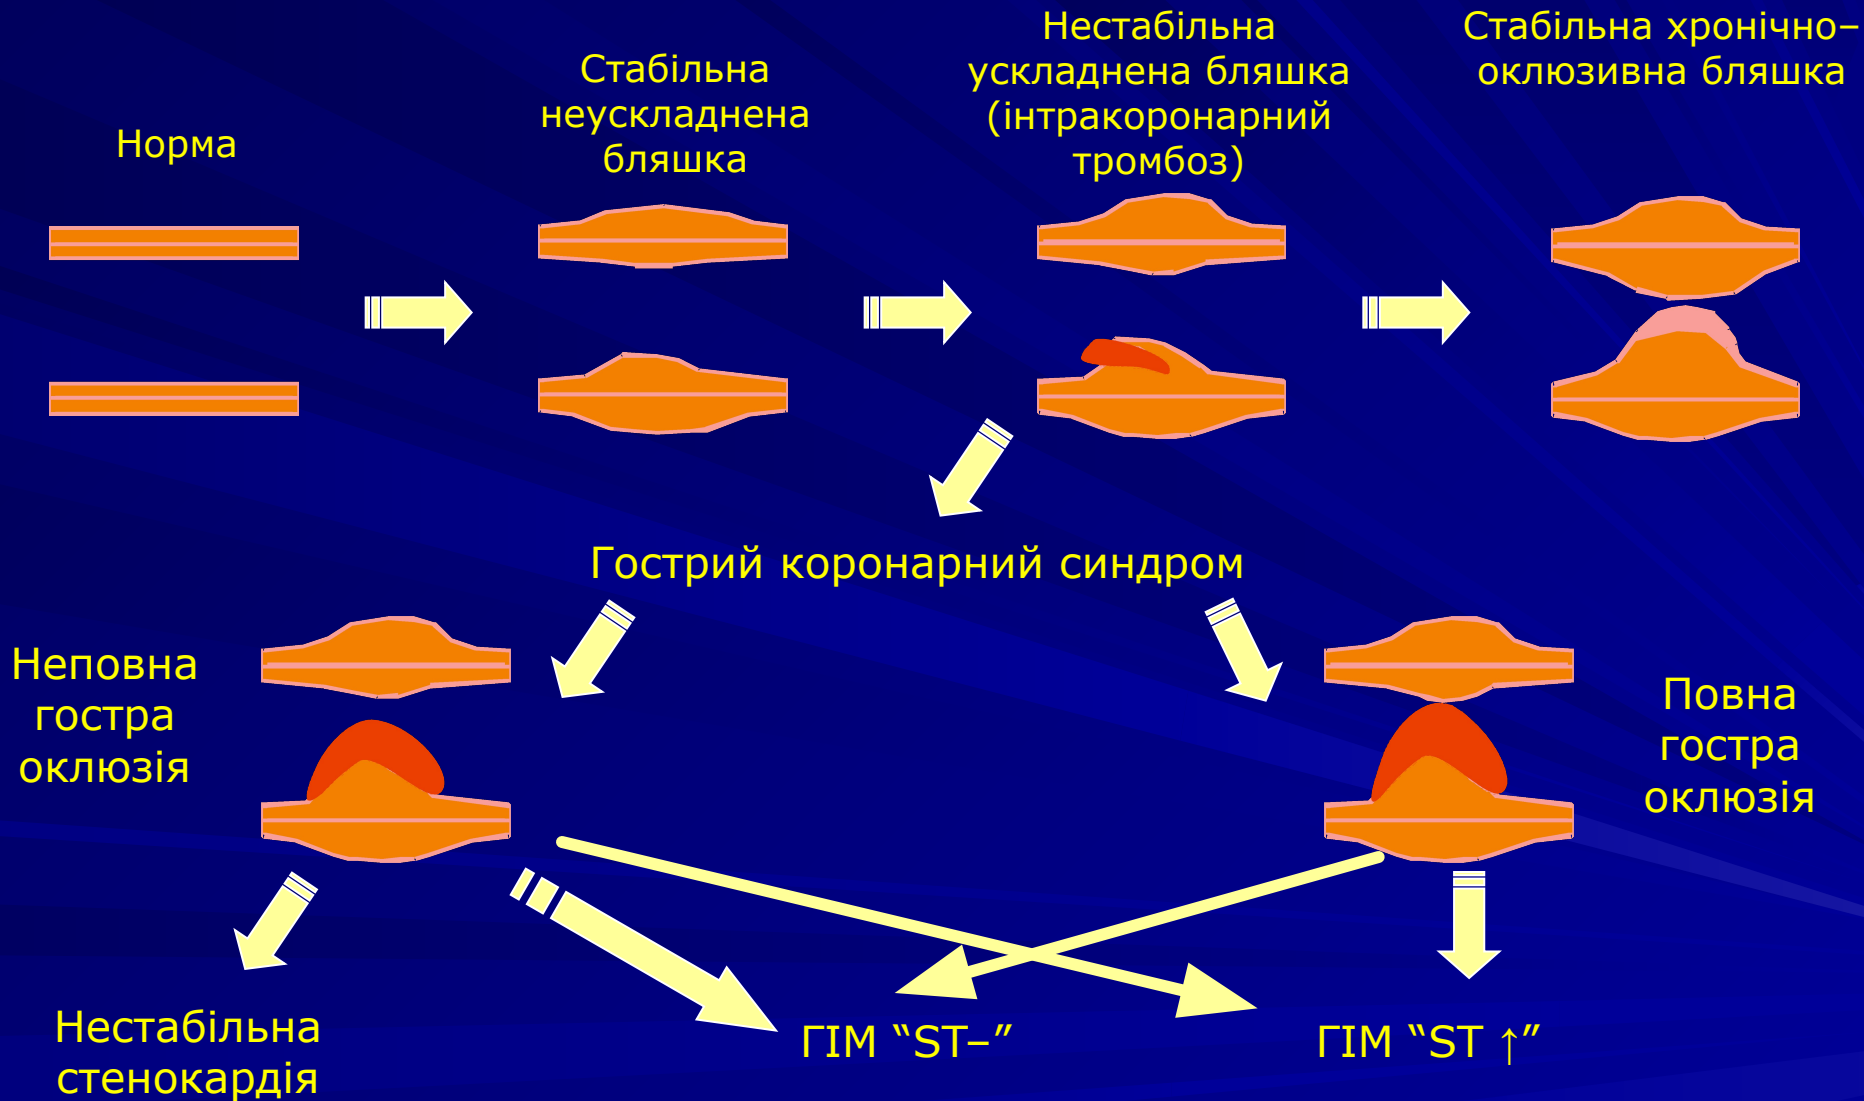 Норма
Стабільна
неускладнена
бляшка
Нестабільна
ускладнена бляшка
(інтракоронарний
тромбоз)
Стабільна хронічно–
оклюзивна бляшка
Гострий коронарний синдром
Неповна
гостра
оклюзія
Повна
гостра
оклюзія
Нестабільна
стенокардія
ГІМ “ST–”
ГІМ “ST ↑”